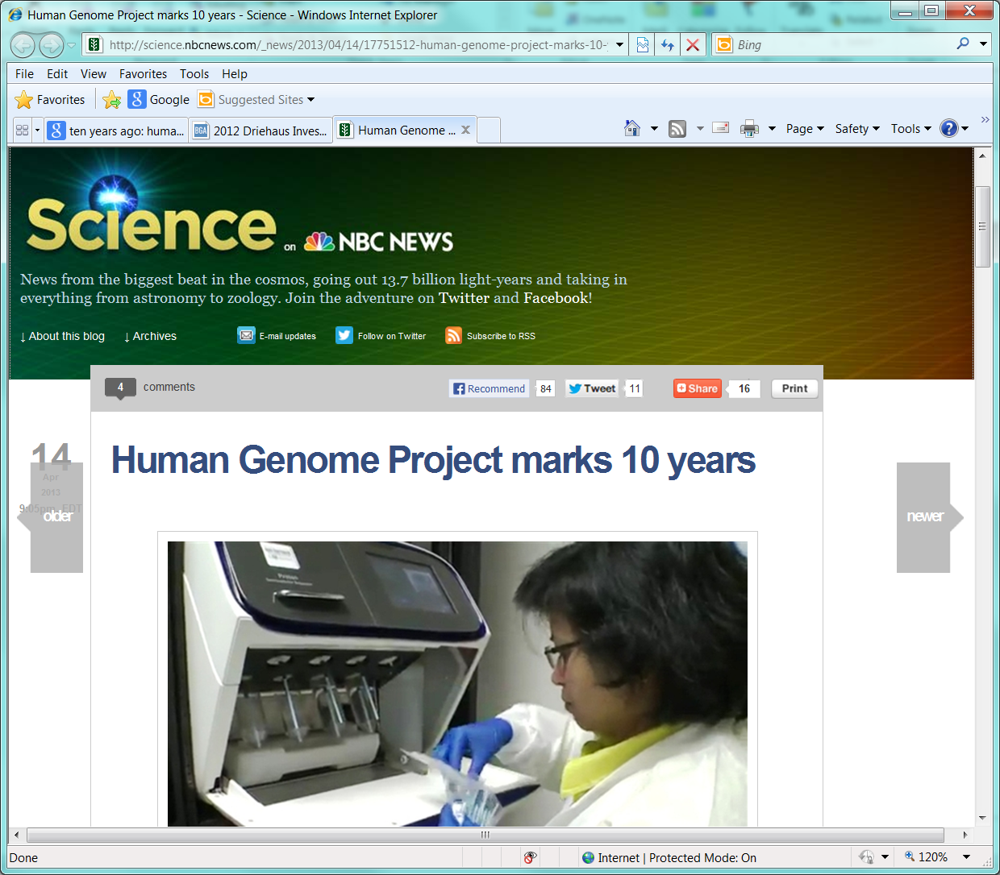 Human Genome Project marks 10 years - Science - Windows Internet Explorer
http://science.nbcnews.com/_news/2013/04/14/17751512-human-genome-project-marks-10-
Bing
File Edit View Favorites Tools Help
Favorites Google Suggested Sites
ten years ago: huma... 2012 Driehaus Inves... Human Genome ... Page Safety Tools
Science on NBC NEWS
News from the biggest beat in the cosmos, going out 13.7 billion light-years and taking in
everything from astronomy to zoology. Join the adventure on Twitter and Facebook!
↓ About this blog ↓ Archives E-mail updates Follow on Twitter Subscribe to RSS
4 comments Recommend 84 Tweet 11 Share 16 Print
14
Apr
2013
9:05pm, EDT
Human Genome Project marks 10 years
older
newer
Done Internet | Protected Mode: On 120%